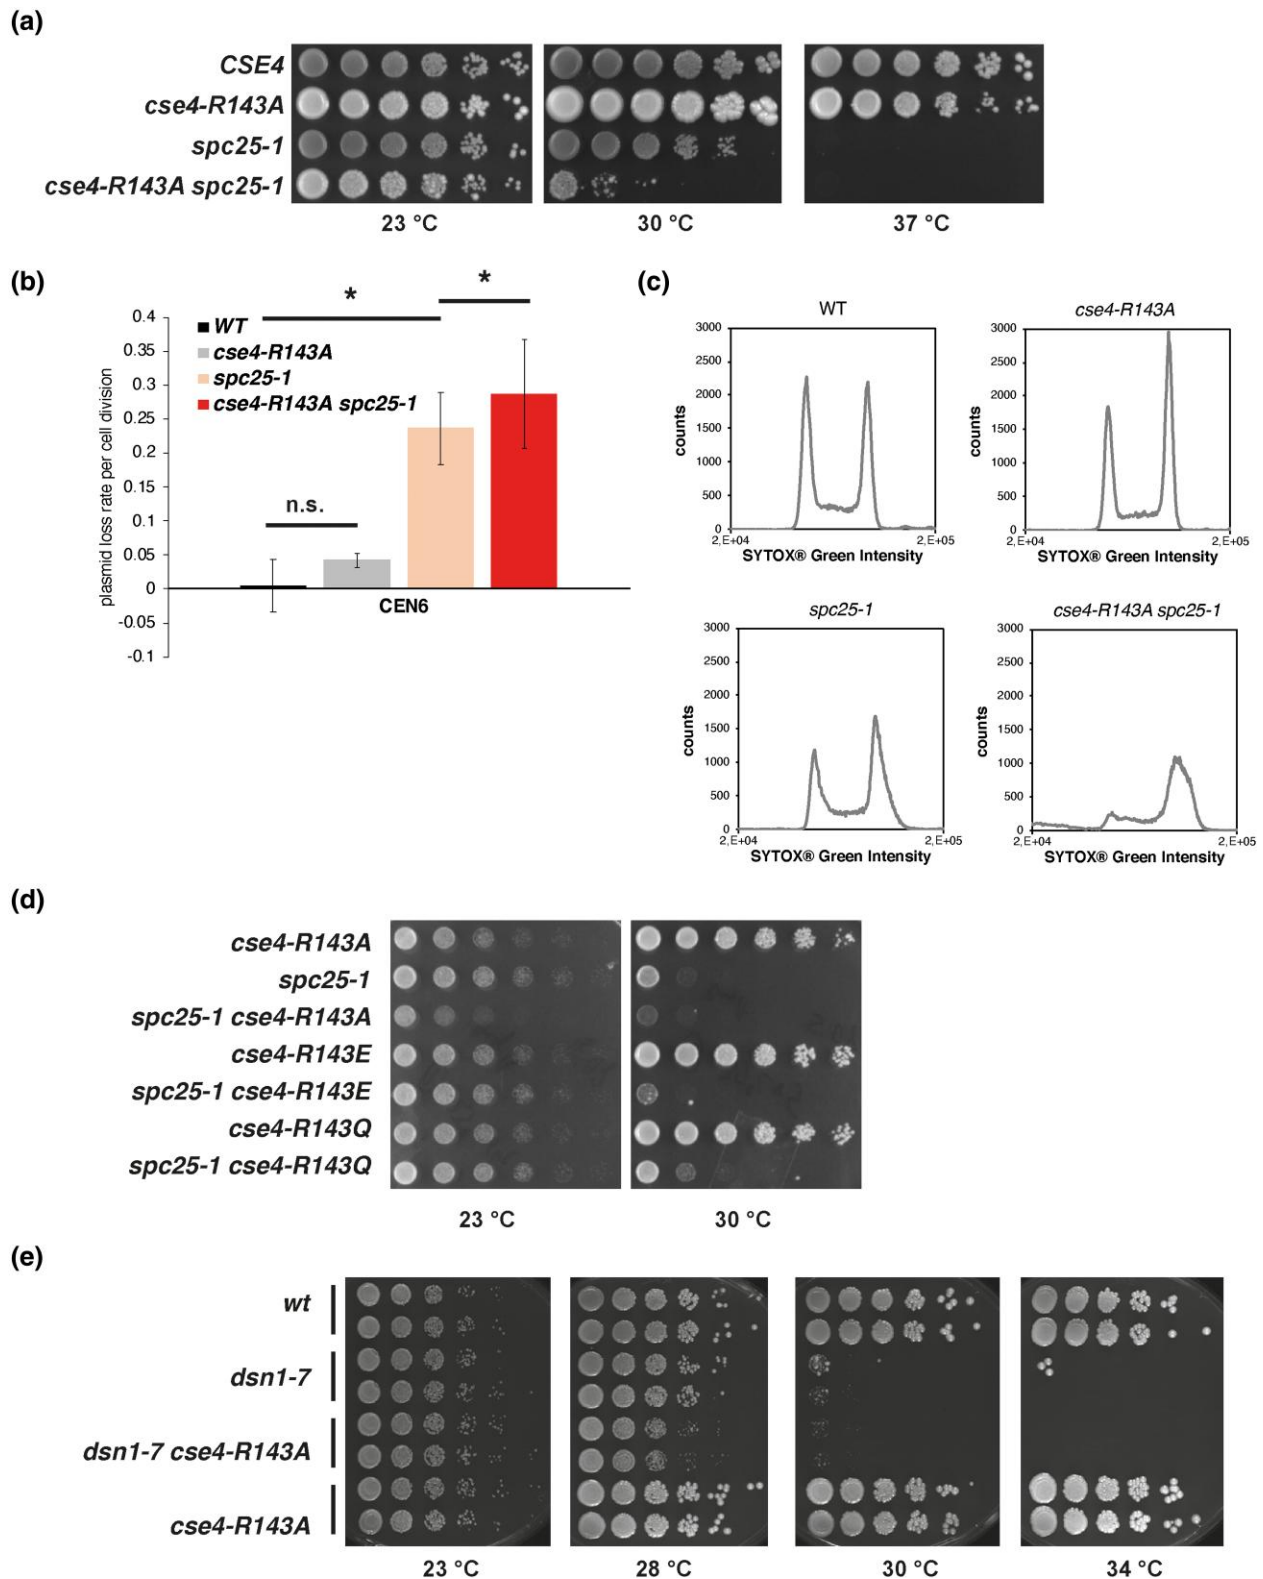 (a)
CSE4
cse4-R143A
spc25-1
cse4-R143A spc25-1
23 °C
30 °C
37 °C
(b)
*
*
0.4
0.35
0.3
0.25
0.2
0.15
0.1
0.05
0
-0.05
-0.1
plasmid loss rate per cell division
WT
cse4-R143A
spc25-1
cse4-R143A spc25-1
n.s.
CEN6
(c)
WT
3000
2500
2000
1500
1000
500
0
counts
2,E+04
2,E+05
SYTOX® Green Intensity
cse4-R143A
3000
2500
2000
1500
1000
500
0
counts
2,E+04
2,E+05
SYTOX® Green Intensity
spc25-1
3000
2500
2000
1500
1000
500
0
counts
2,E+04
2,E+05
SYTOX® Green Intensity
cse4-R143A spc25-1
3000
2500
2000
1500
1000
500
0
counts
2,E+04
2,E+05
SYTOX® Green Intensity
(d)
cse4-R143A
spc25-1
spc25-1 cse4-R143A
cse4-R143E
spc25-1 cse4-R143E
cse4-R143Q
spc25-1 cse4-R143Q
23 °C
30 °C
(e)
wt
dsn1-7
dsn1-7 cse4-R143A
cse4-R143A
23 °C
28 °C
30 °C
34 °C